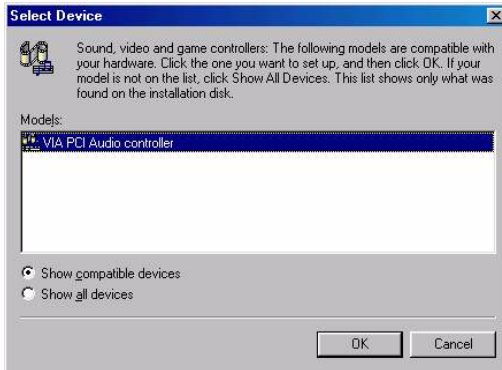 Select Device
Sound, video and game controllers: The following models are compatible with
your hardware. Click the one you want to set up, and then click OK. If your
model is not on the list, click Show All Devices. This list shows only what was
found on the installation disk.
Models:
VIA PCI Audio controller
Show compatible devices
Show all devices
OK
Cancel